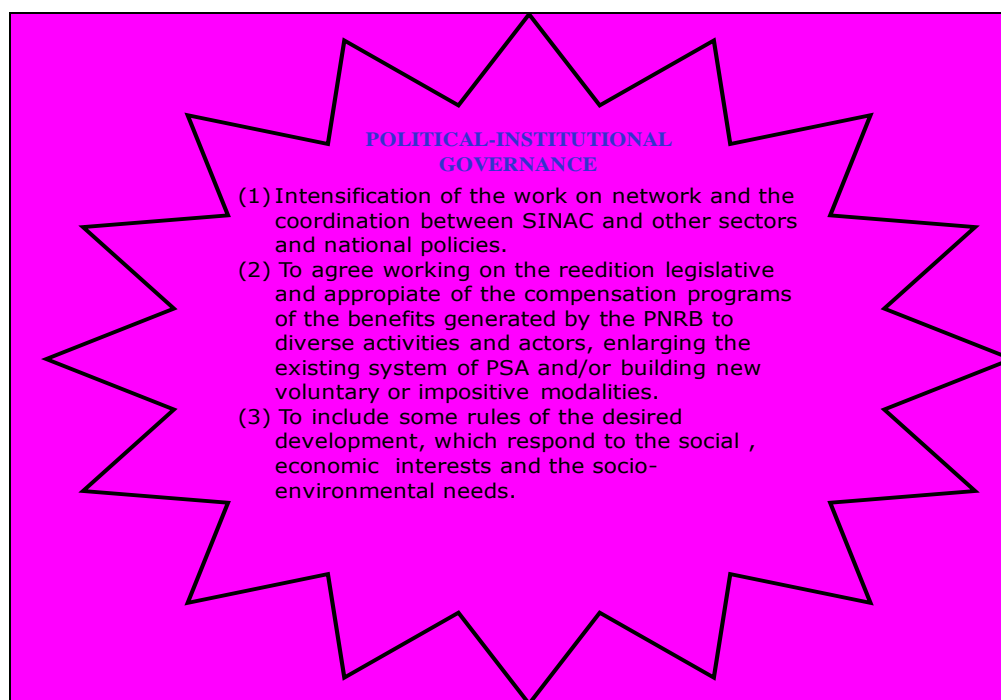 POLITICAL-INSTITUTIONAL
GOVERNANCE
(1) Intensification of the work on network and the
coordination between SINAC and other sectors
and national policies.
(2) To agree working on the reedition legislative
and appropiate of the compensation programs
of the benefits generated by the PNRB to
diverse activities and actors, enlarging the
existing system of PSA and/or building new
voluntary or impositive modalities.
(3) To include some rules of the desired
development, which respond to the social ,
economic interests and the socio-
environmental needs.